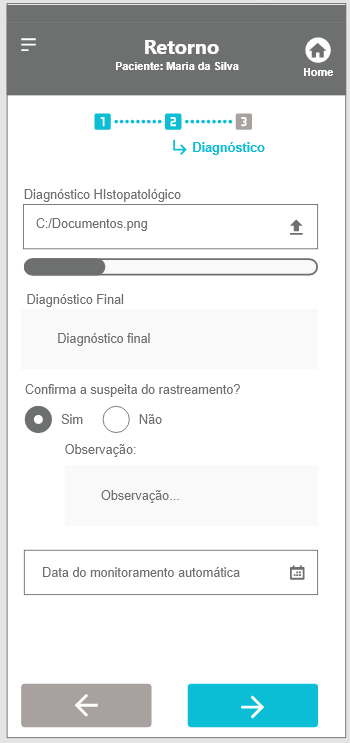 Retorno
Paciente: Maria da Silva
Home
1 2 3
Diagnóstico
Diagnóstico HIstopatológico
C:/Documentos.png
Diagnóstico Final
Diagnóstico final
Confirma a suspeita do rastreamento?
Sim Não
Observação:
Observação...
Data do monitoramento automática